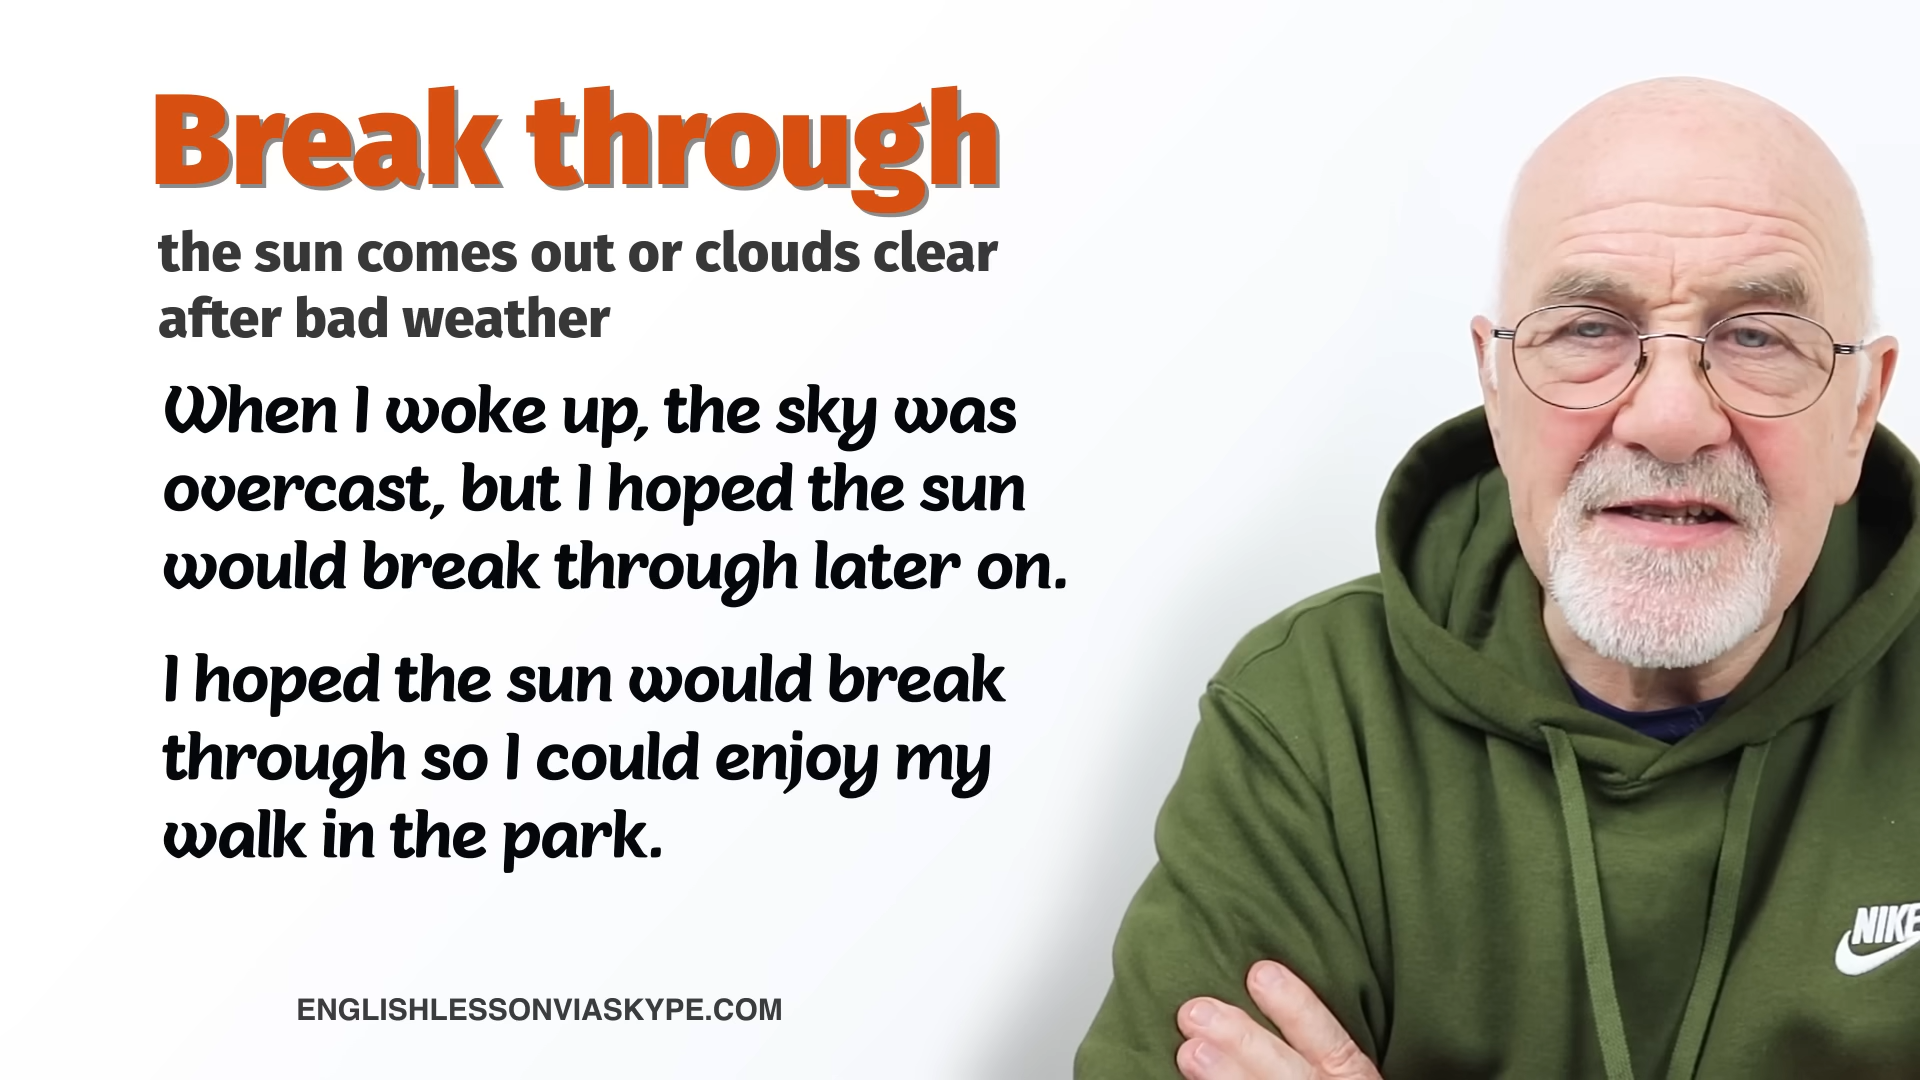 Break through
the sun comes out or clouds clear
after bad weather
When I woke up, the sky was
overcast, but I hoped the sun
would break through later on.
I hoped the sun would break
through so I could enjoy my
walk in the park.
NIKE
ENGLISHLESSONVIASKYPE.COM